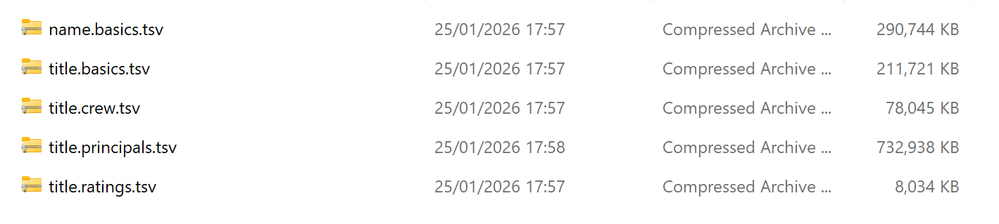 name.basics.tsv 25/01/2026 17:57 Compressed Archive ... 290,744 KB
title.basics.tsv 25/01/2026 17:57 Compressed Archive ... 211,721 KB
title.crew.tsv 25/01/2026 17:57 Compressed Archive ... 78,045 KB
title.principals.tsv 25/01/2026 17:58 Compressed Archive ... 732,938 KB
title.ratings.tsv 25/01/2026 17:57 Compressed Archive ... 8,034 KB